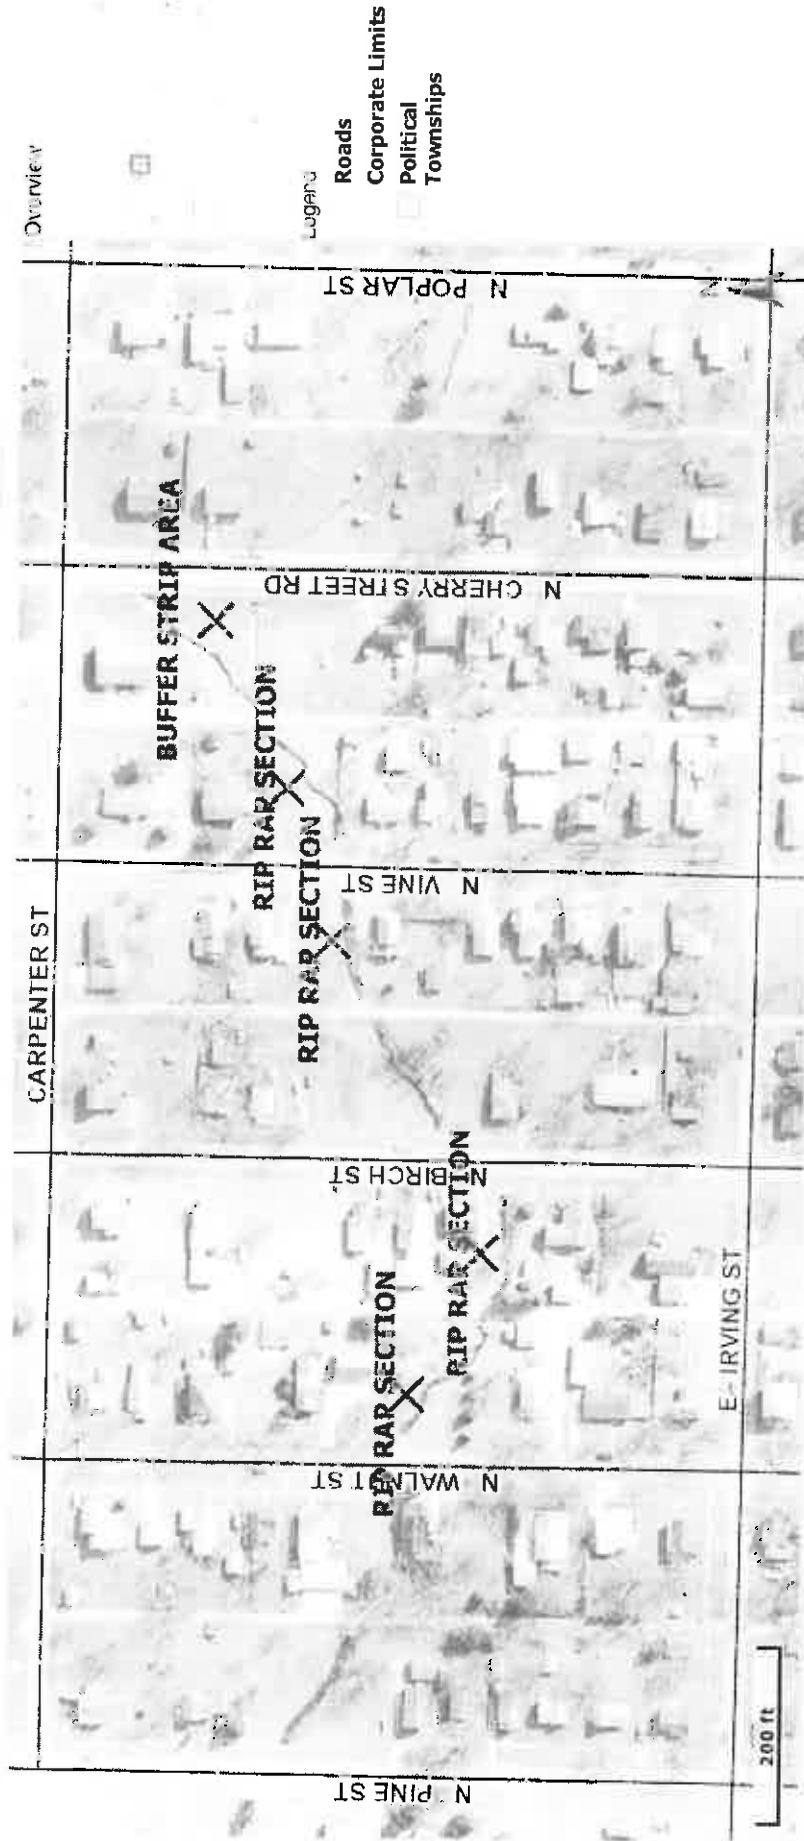 Overview
Legend
Roads
Corporate Limits
Political
Townships
CARPENTER ST
BUFFER STRIP AREA
RIP RAP SECTION
RIP RAP SECTION
RIP RAP SECTION
RIP RAP SECTION
N PINE ST
N WALNUT ST
N BIRCH ST
N VINE ST
N CHERRY STREET RD
N POPLAR ST
E IRVING ST
200 ft
N